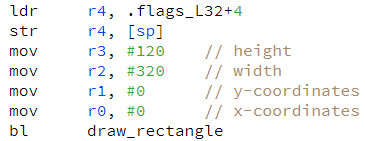 ldr r4, .flags_L32+4
str r4, [sp]
mov r3, #120 // height
mov r2, #320 // width
mov r1, #0 // y-coordinates
mov r0, #0 // x-coordinates
bl draw_rectangle